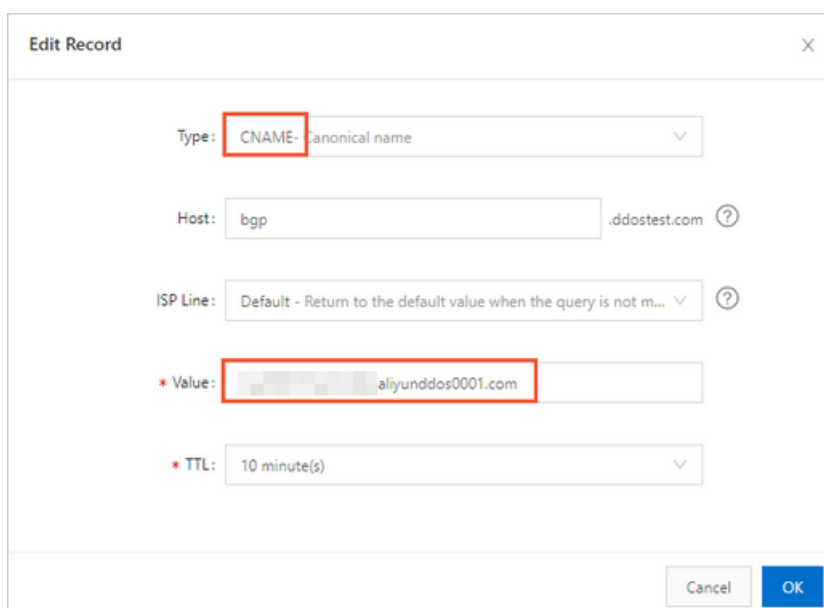 Edit Record
Type: CNAME- Canonical name
Host: bgp .ddostest.com
ISP Line: Default - Return to the default value when the query is not m...
* Value: aliyunddos0001.com
* TTL: 10 minute(s)
Cancel OK